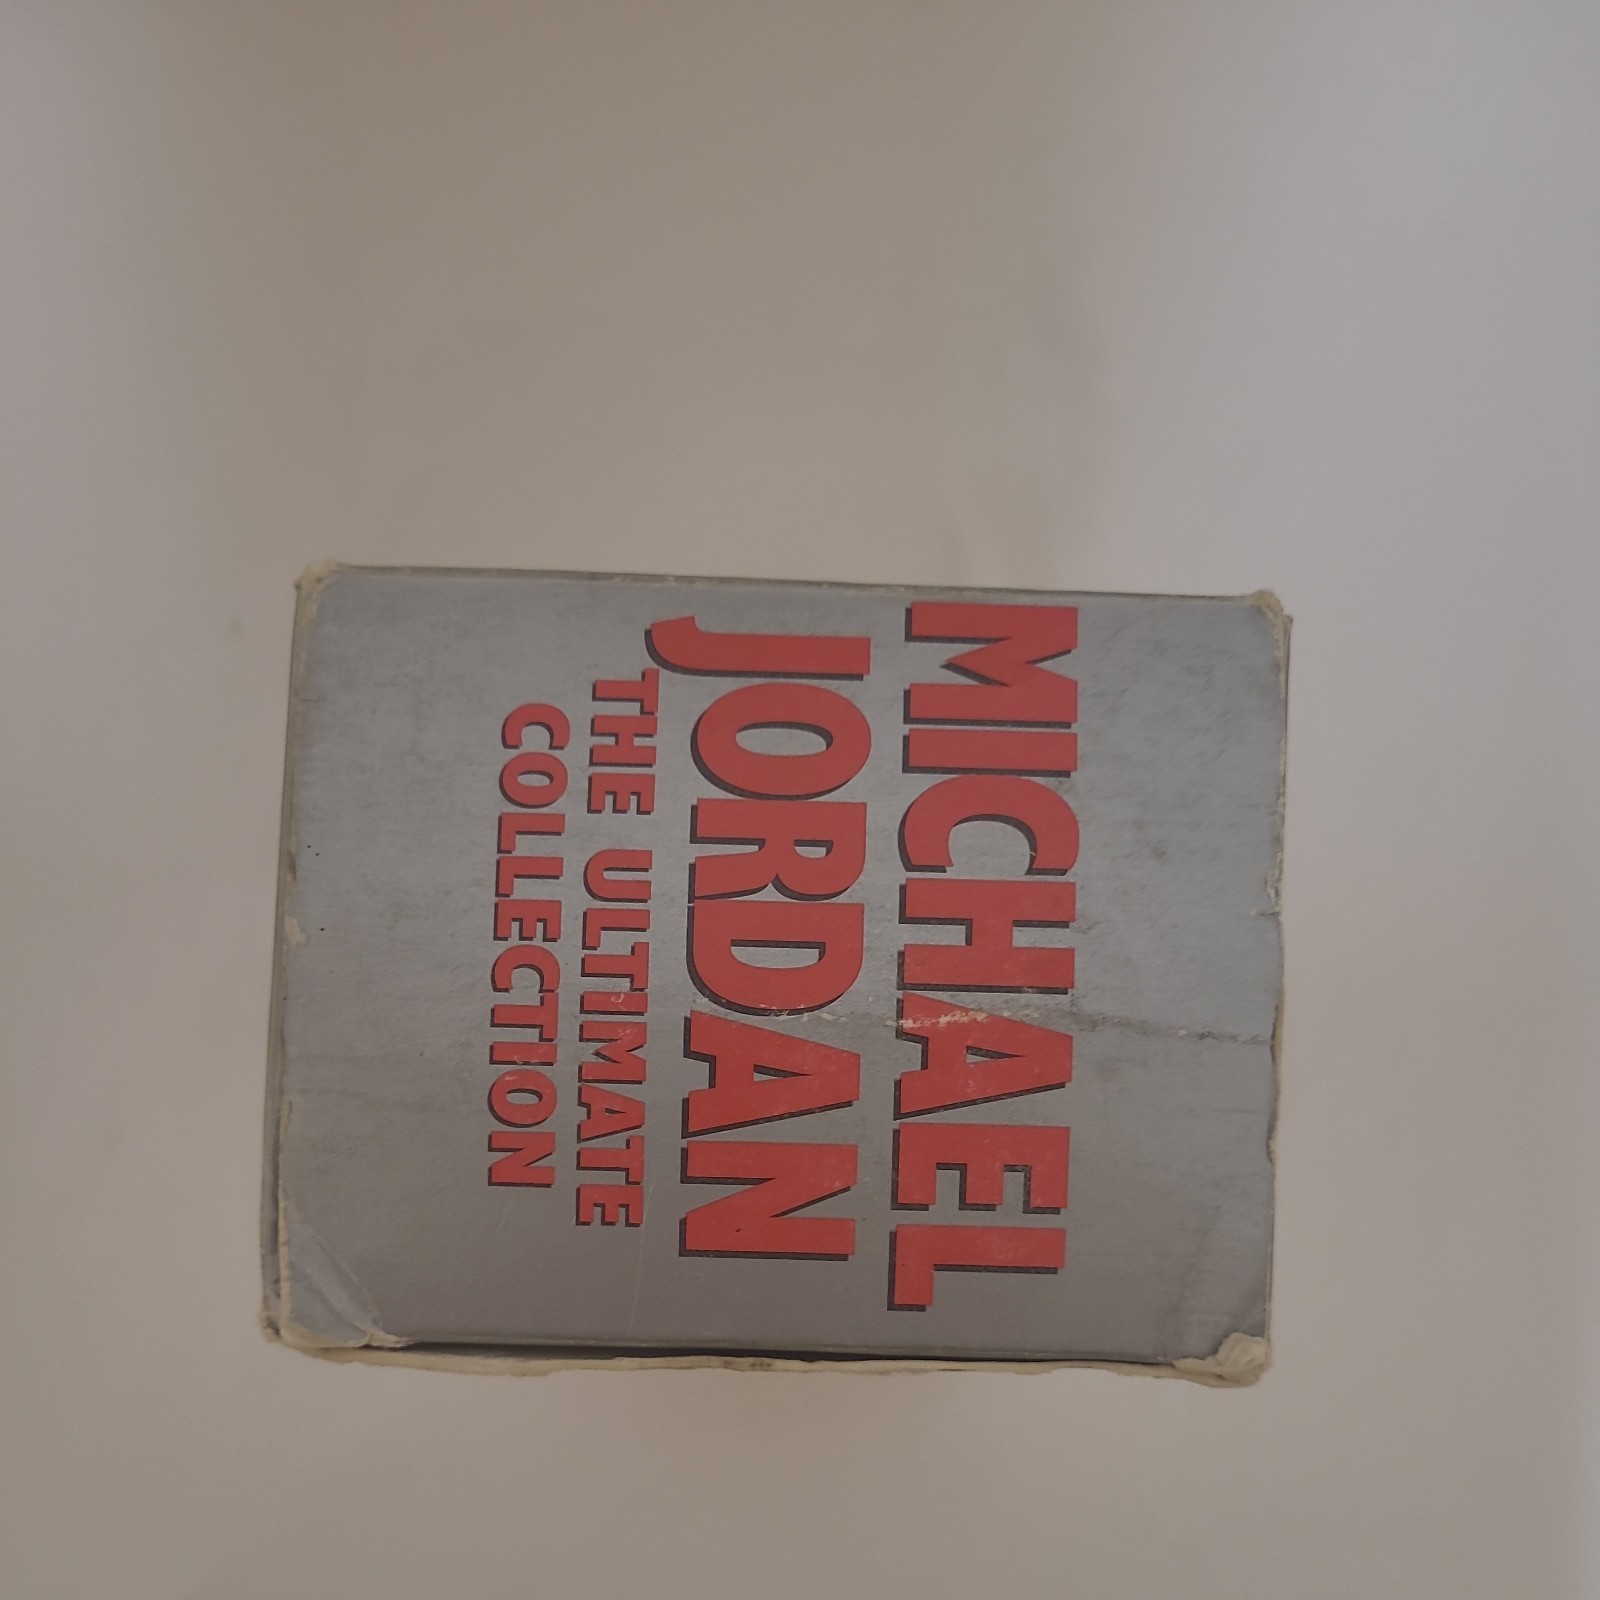 MICHAEL
JORDAN
THE ULTIMATE
COLLECTION